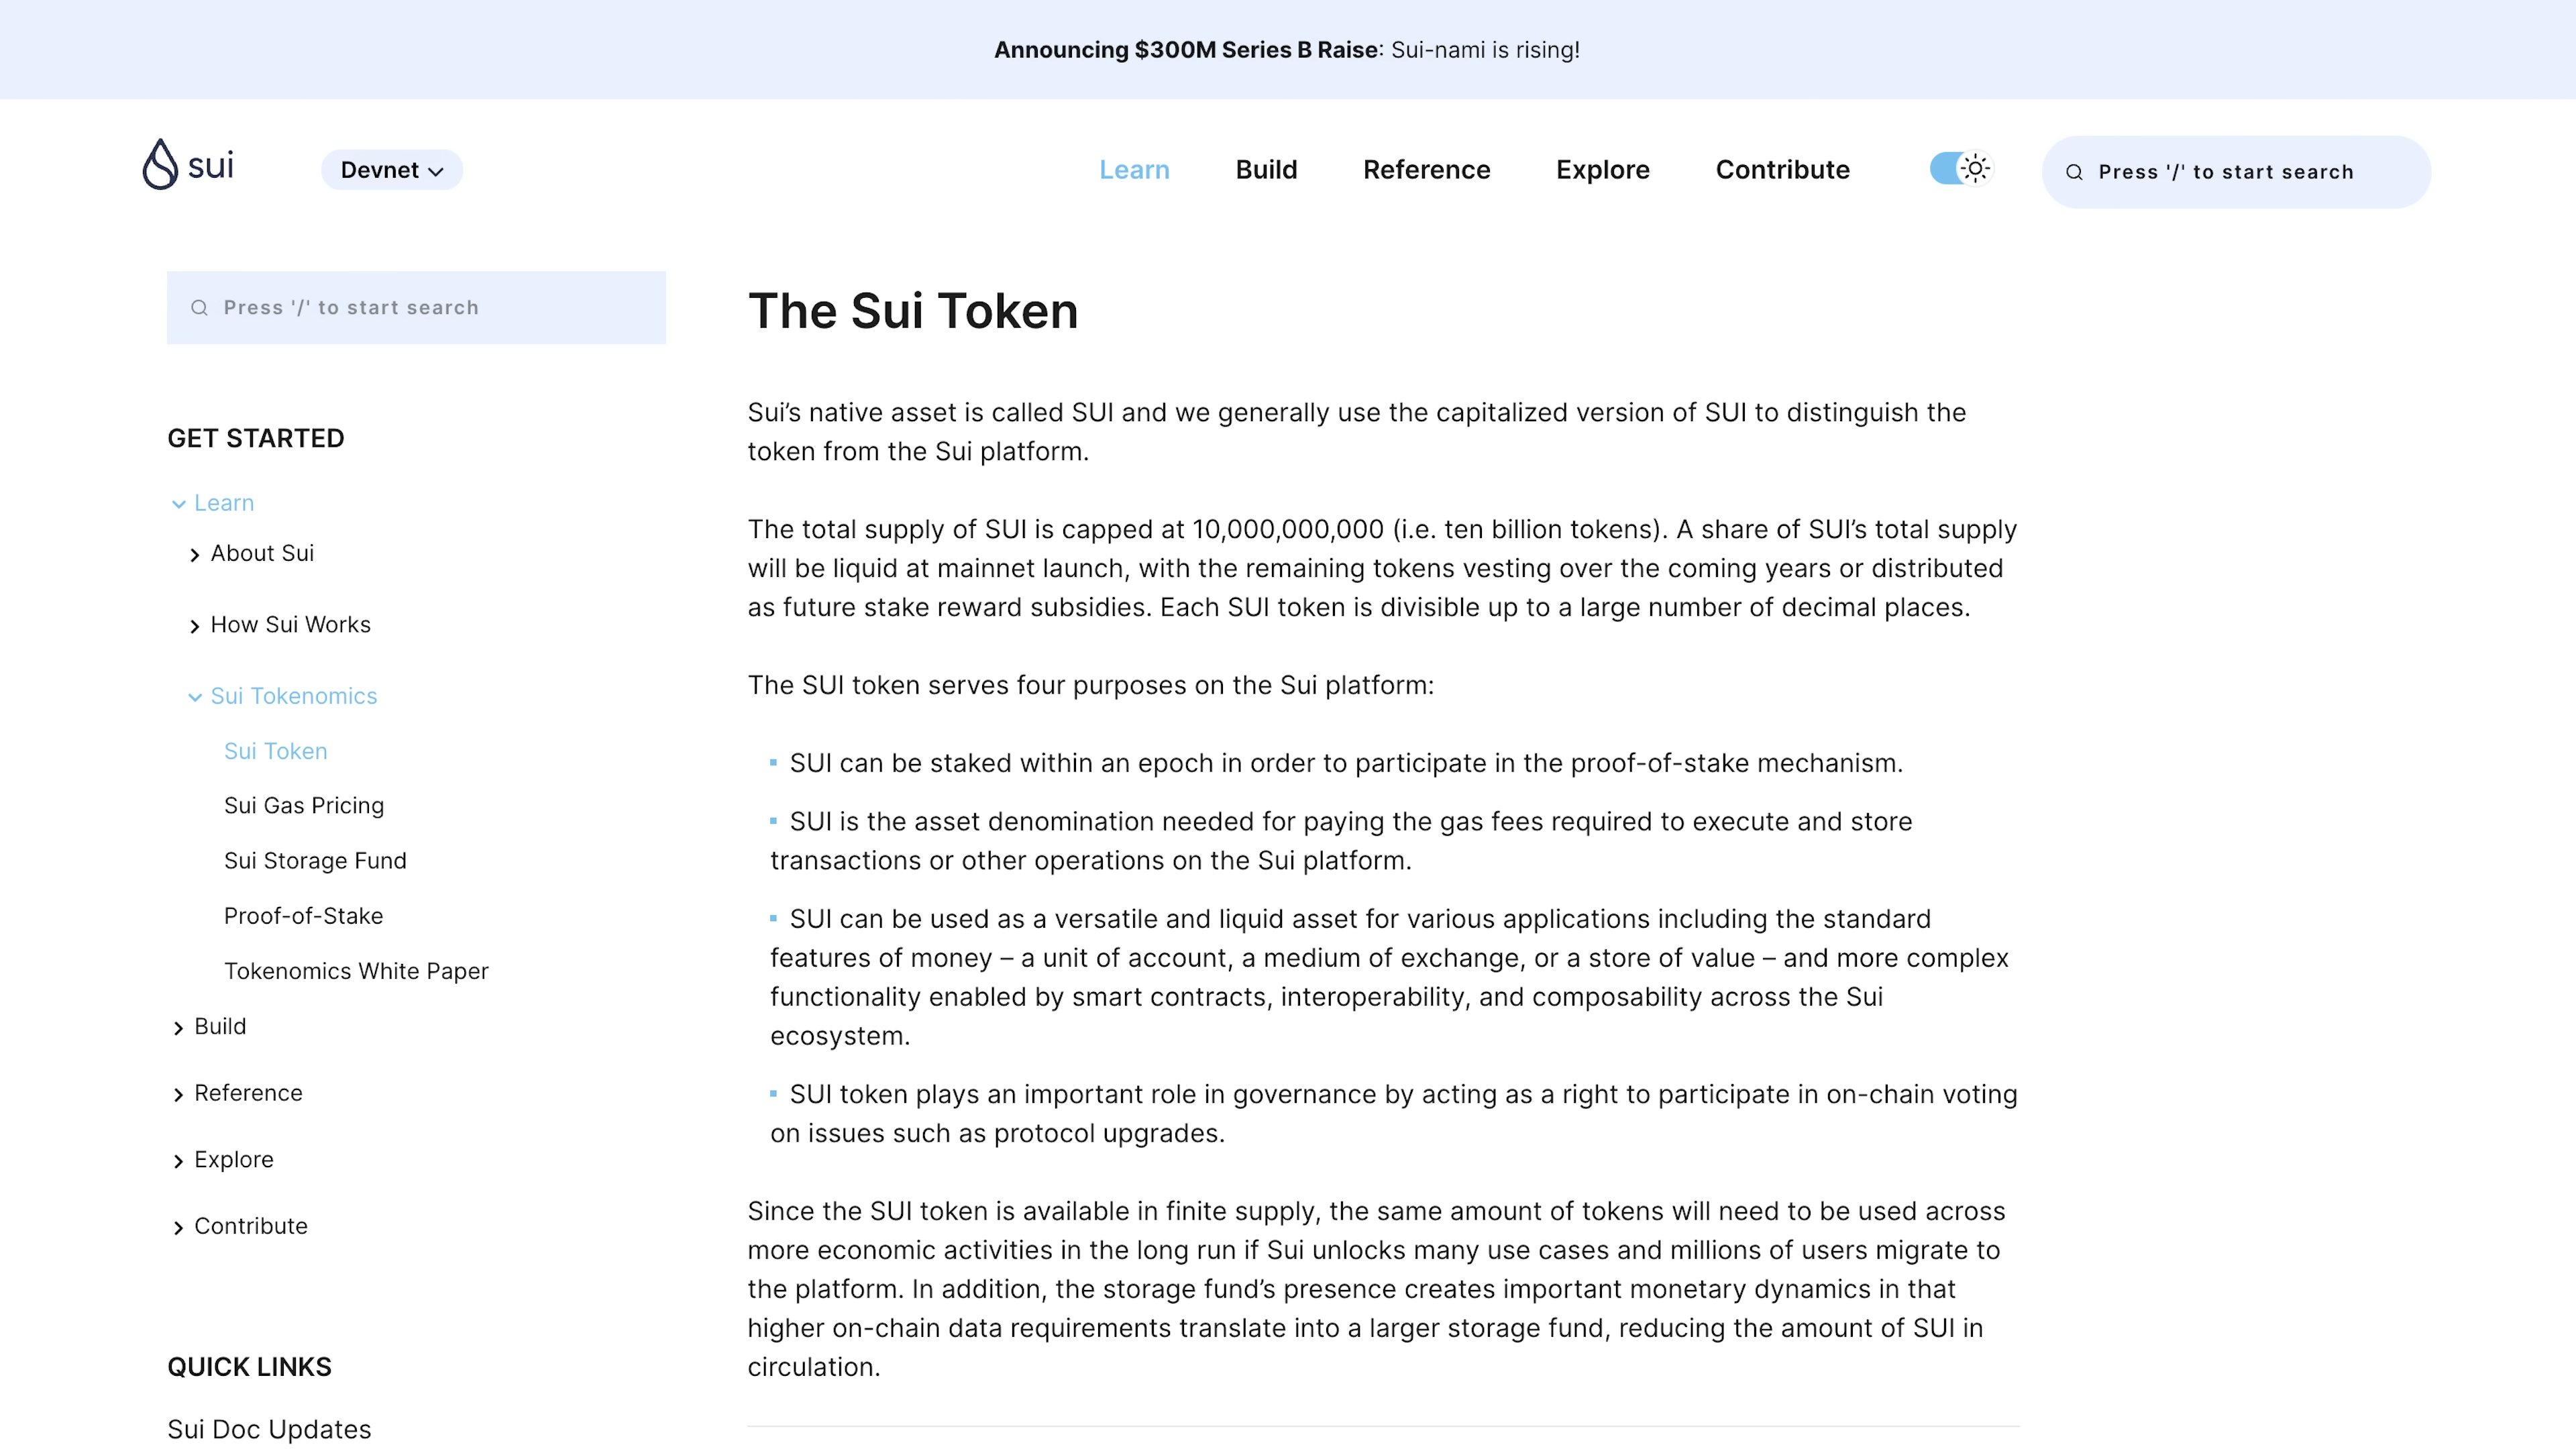 Announcing $300M Series B Raise: Sui-nami is rising!
sui
Devnet
Learn
Build
Reference
Explore
Contribute
Press '/' to start search
Press '/' to start search
GET STARTED
Learn
About Sui
How Sui Works
Sui Tokenomics
Sui Token
Sui Gas Pricing
Sui Storage Fund
Proof-of-Stake
Tokenomics White Paper
Build
Reference
Explore
Contribute
QUICK LINKS
Sui Doc Updates
The Sui Token
Sui’s native asset is called SUI and we generally use the capitalized version of SUI to distinguish the
token from the Sui platform.
The total supply of SUI is capped at 10,000,000,000 (i.e. ten billion tokens). A share of SUI’s total supply
will be liquid at mainnet launch, with the remaining tokens vesting over the coming years or distributed
as future stake reward subsidies. Each SUI token is divisible up to a large number of decimal places.
The SUI token serves four purposes on the Sui platform:
SUI can be staked within an epoch in order to participate in the proof-of-stake mechanism.
SUI is the asset denomination needed for paying the gas fees required to execute and store
transactions or other operations on the Sui platform.
SUI can be used as a versatile and liquid asset for various applications including the standard
features of money – a unit of account, a medium of exchange, or a store of value – and more complex
functionality enabled by smart contracts, interoperability, and composability across the Sui
ecosystem.
SUI token plays an important role in governance by acting as a right to participate in on-chain voting
on issues such as protocol upgrades.
Since the SUI token is available in finite supply, the same amount of tokens will need to be used across
more economic activities in the long run if Sui unlocks many use cases and millions of users migrate to
the platform. In addition, the storage fund’s presence creates important monetary dynamics in that
higher on-chain data requirements translate into a larger storage fund, reducing the amount of SUI in
circulation.